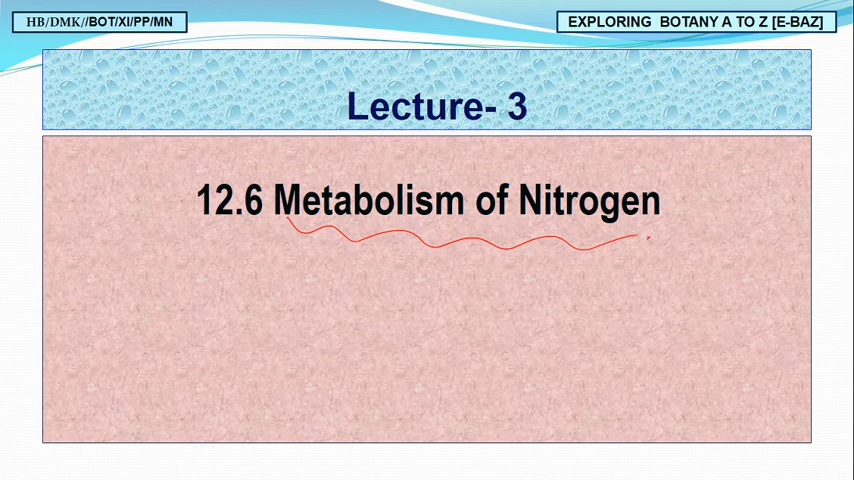 HB/DMK//BOT/XI/PP/MN
EXPLORING BOTANY A TO Z [E-BAZ]
Lecture- 3
12.6 Metabolism of Nitrogen